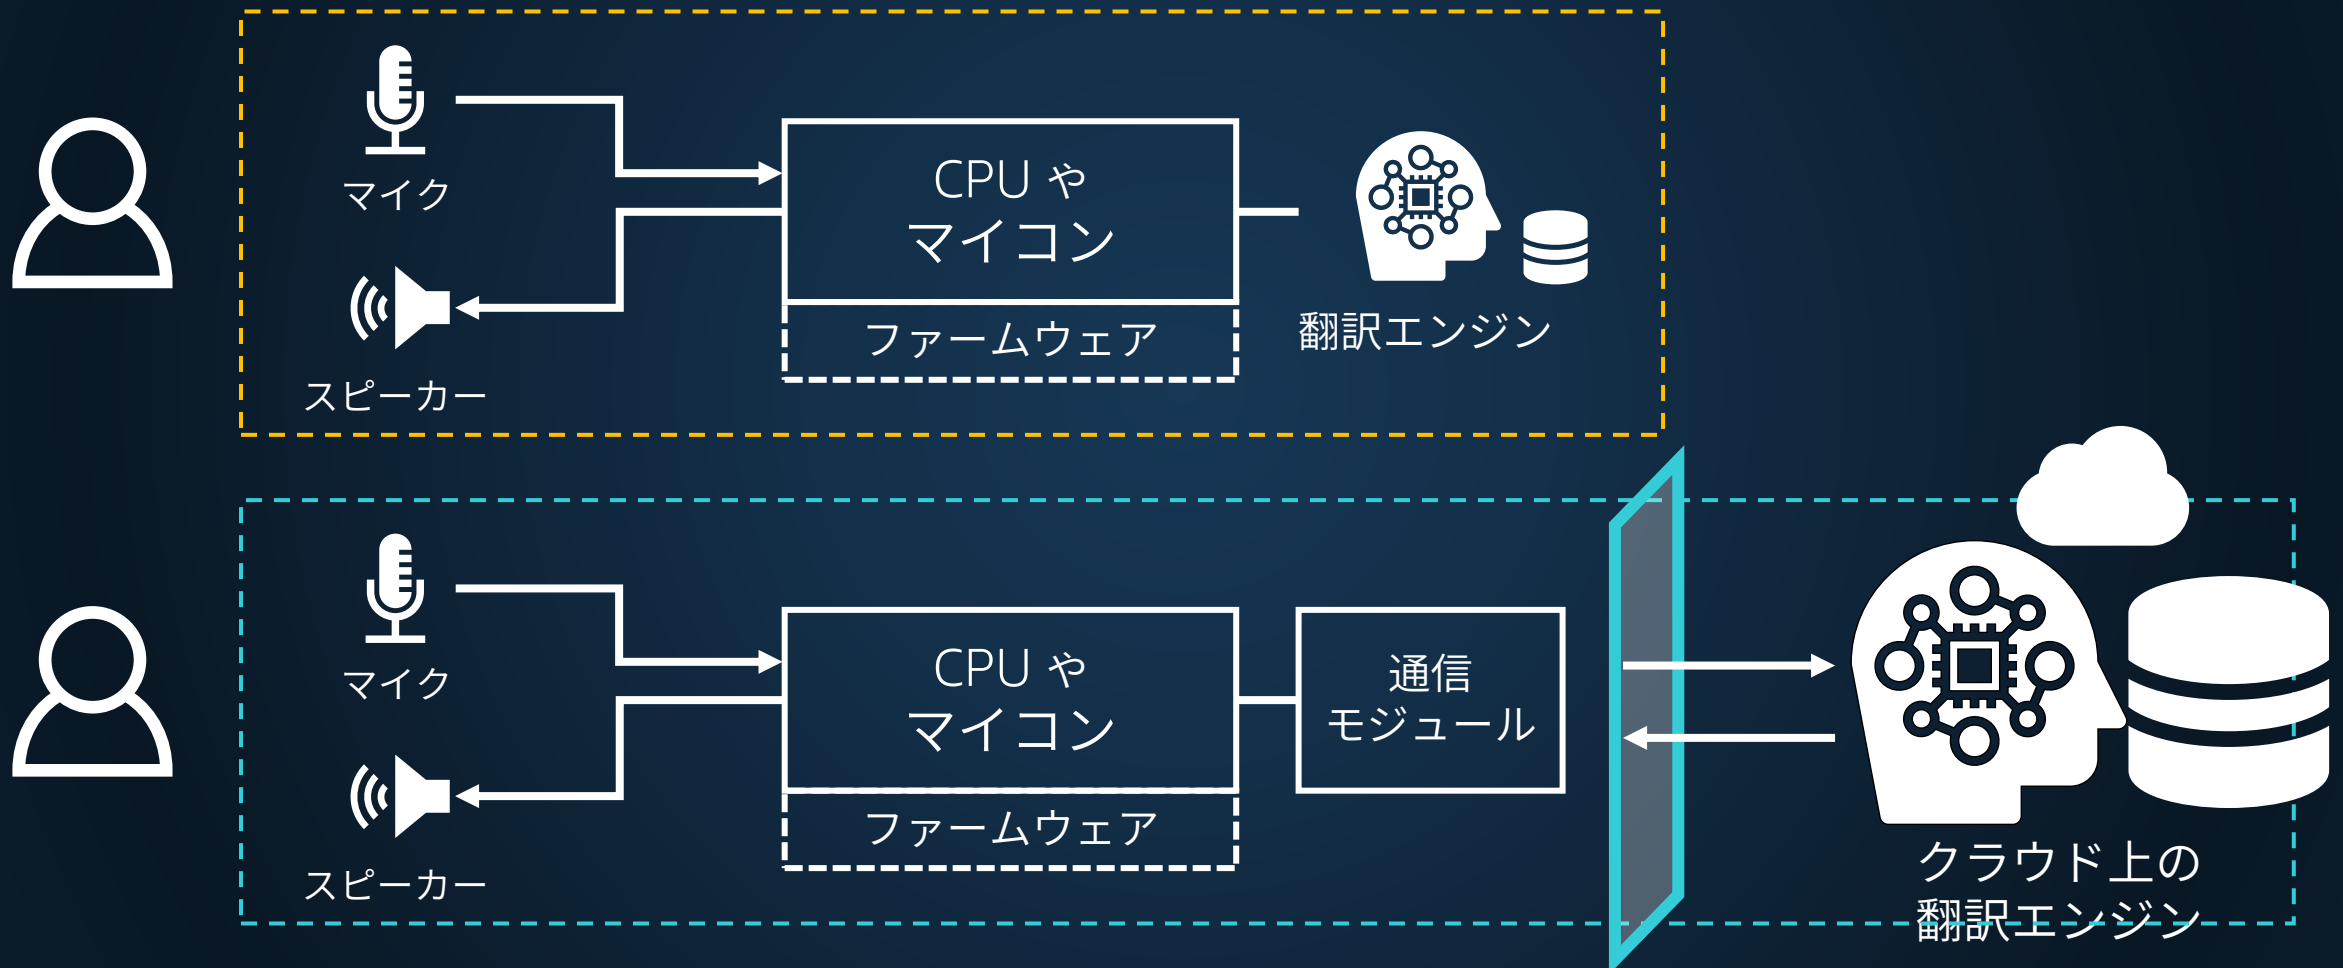 マイク
CPU や
マイコン
ファームウェア
翻訳エンジン
スピーカー
マイク
CPU や
マイコン
ファームウェア
通信
モジュール
スピーカー
クラウド上の
翻訳エンジン